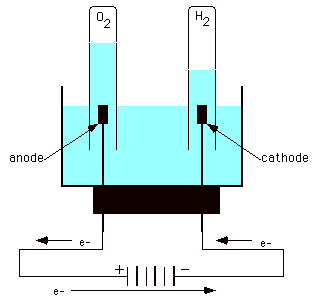 O2
H2
anode
cathode
e-
e-
+
-
e-